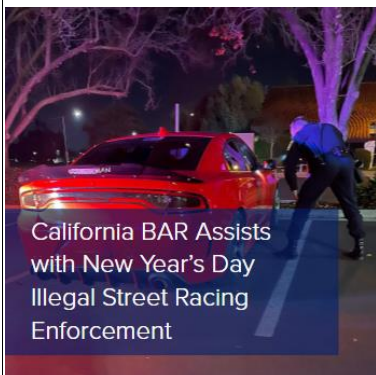 California BAR Assists
with New Year's Day
Illegal Street Racing
Enforcement